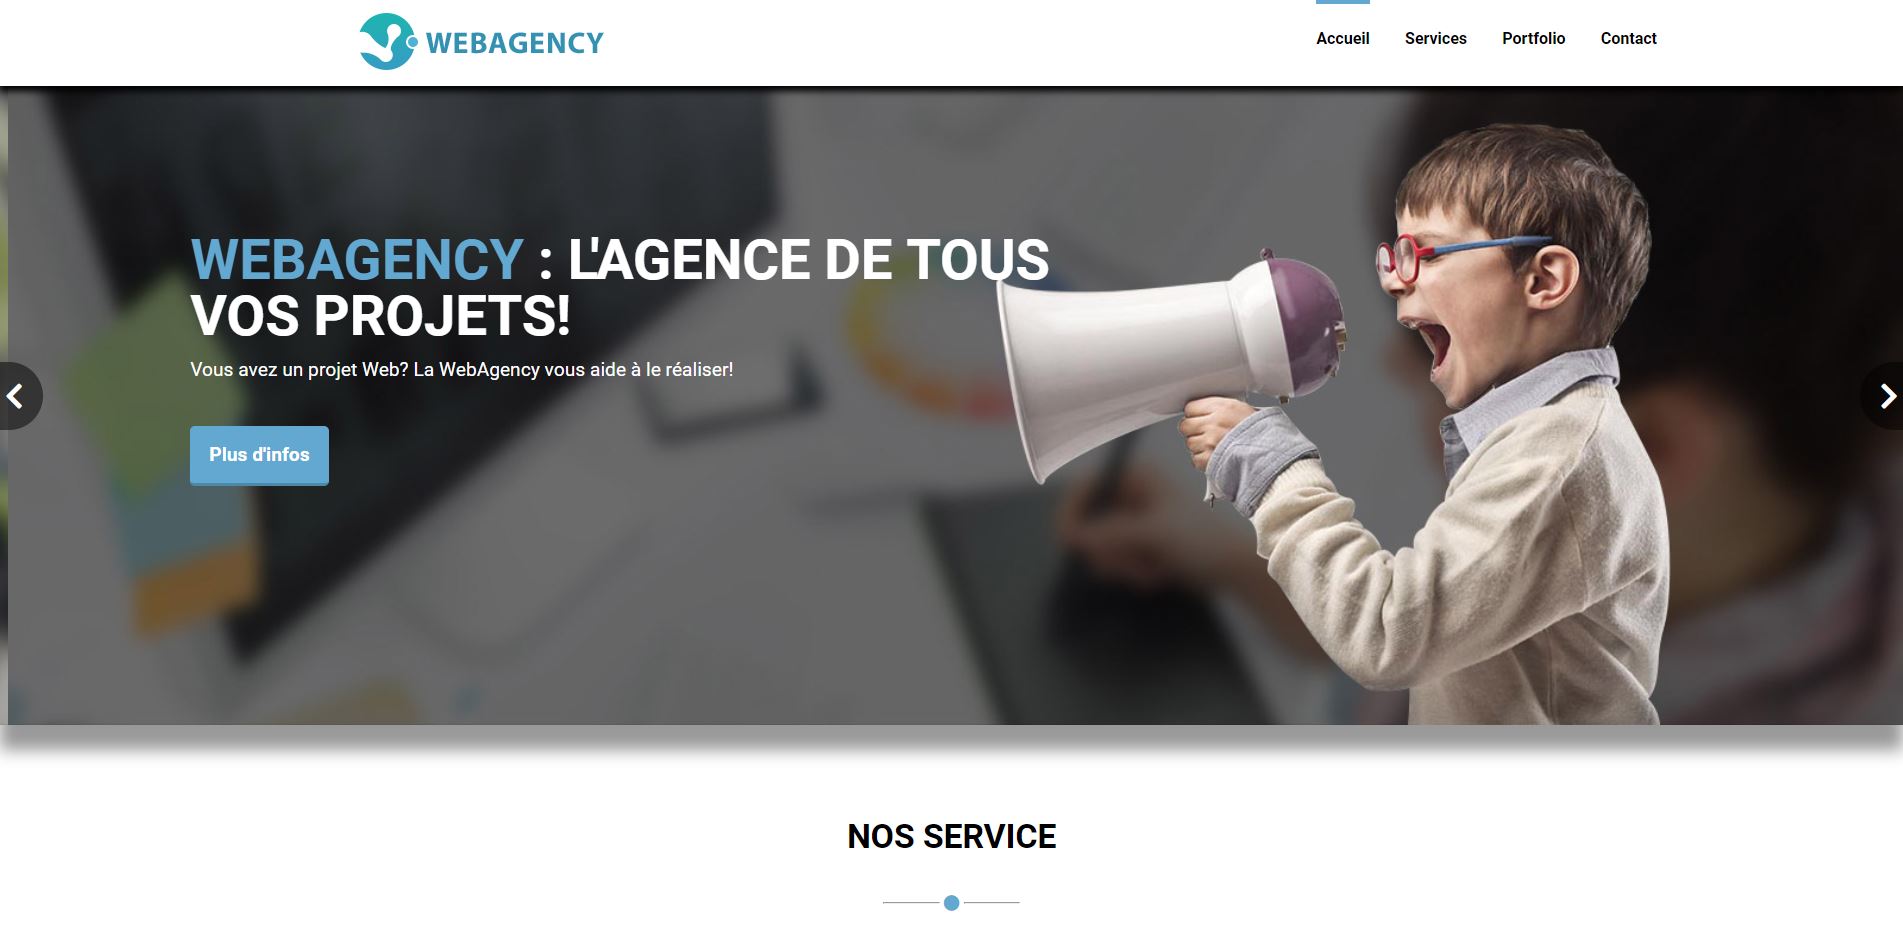 WEBAGENCY
Accueil
Services
Portfolio
Contact
WEBAGENCY : L'AGENCE DE TOUS
VOS PROJETS!
Vous avez un projet Web? La WebAgency vous aide à le réaliser!
Plus d'infos
NOS SERVICE